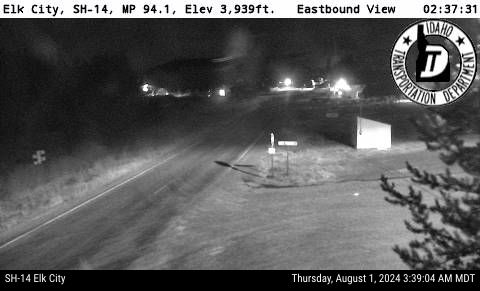 Elk City, SH-14, MP 94.1, Elev 3,939ft. Eastbound View 02:37:31
IDAHO
TRANSPORTATION DEPARTMENT
SH-14 Elk City Thursday, August 1, 2024 3:39:04 AM MDT